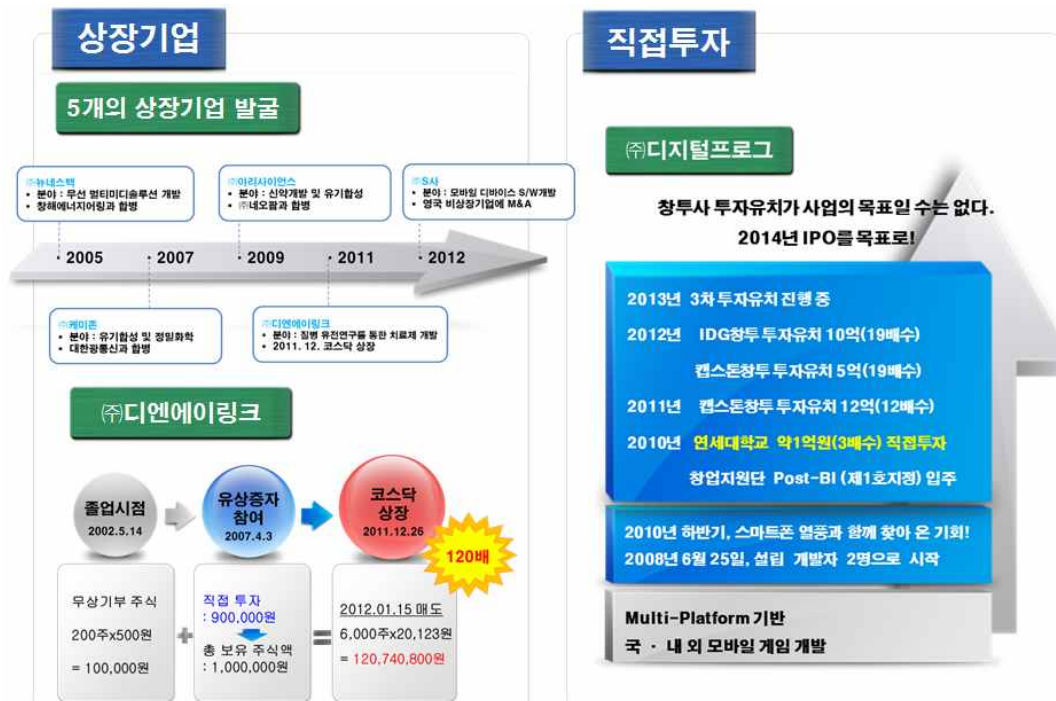 상장기업
5개의 상장기업 발굴
㈜뉴네스택
• 분야 : 무선 멀티미디솔루션 개발
• 창해에너지어링과 합병
㈜아리사이언스
• 분야 : 신약개발 및 유기합성
• ㈜네오팜과 합병
㈜S사
• 분야 : 모바일 디바이스 S/W개발
• 영국 비상장기업에 M&A
• 2005 • 2007 • 2009 • 2011 • 2012
㈜케미존
• 분야 : 유기합성 및 정밀화학
• 대한광통신과 합병
㈜디엔에이링크
• 분야 : 질병 유전연구를 통한 치료제 개발
• 2011. 12. 코스닥 상장
㈜디엔에이링크
졸업시점
2002.5.14
유상증자
참여
2007.4.3
코스닥
상장
2011.12.26
120배
무상기부 주식
200주x500원
= 100,000원
+
직접 투자
: 900,000원
총 보유 주식액
: 1,000,000원
=
2012.01.15 매도
6,000주x20,123원
= 120,740,800원
직접투자
㈜디지털프로그
창투사 투자유치가 사업의 목표일 수는 없다.
2014년 IPO를 목표로!
2013년 3차 투자유치 진행 중
2012년 IDG창투 투자유치 10억(19배수)
캡스톤창투 투자유치 5억(19배수)
2011년 캡스톤창투 투자유치 12억(12배수)
2010년 연세대학교 약1억원(3배수) 직접투자
창업지원단 Post-BI (제1호지정) 입주
2010년 하반기, 스마트폰 열풍과 함께 찾아 온 기회!
2008년 6월 25일, 설립 개발자 2명으로 시작
Multi-Platform 기반
국 · 내 외 모바일 게임 개발